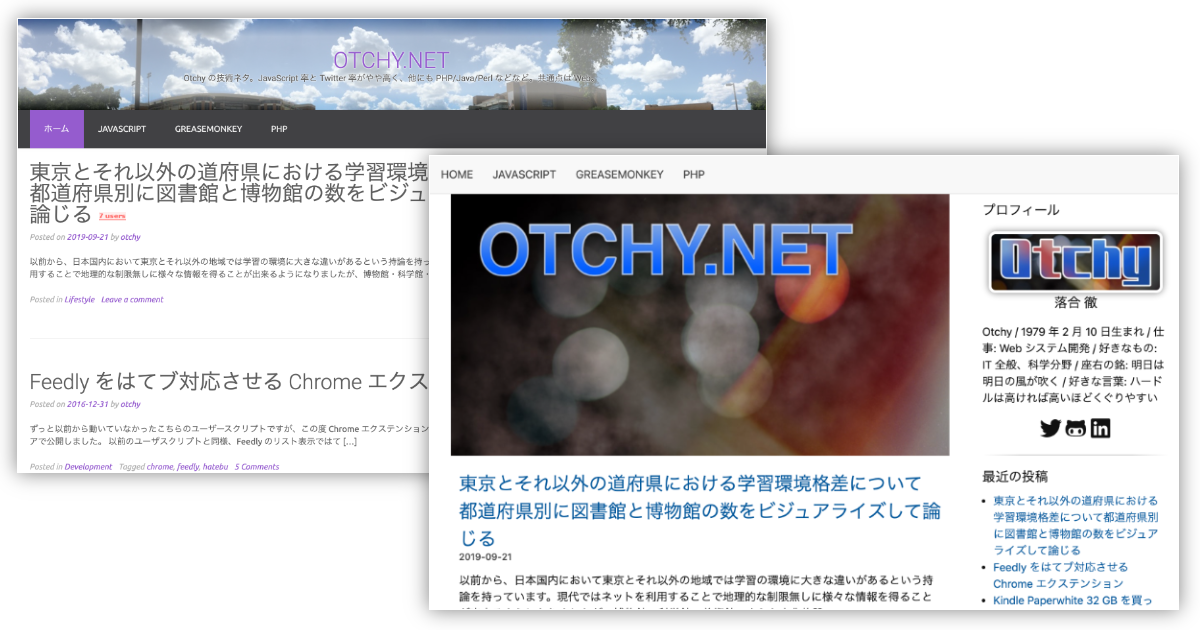 OTCHY.NET
Otchy の技術ネタ。JavaScript 率と Twitter 率がやや高く、他にも PHP/Java/Perl などなど。共通点は Web。
ホーム JAVASCRIPT GREASEMONKEY PHP
東京とそれ以外の道府県における学習環境
都道府県別に図書館と博物館の数をビジュ
論じる 7 users
Posted on 2019-09-21 by otchy
以前から、日本国内において東京とそれ以外の地域では学習の環境に大きな違いがあるという持論を持っ
用することで地理的な制限無しに様々な情報を得ることが出来るようになりましたが、博物館・科学館・
Posted in Lifestyle Leave a comment
Feedly をはてブ対応させる Chrome エクス
Posted on 2016-12-31 by otchy
ずっと以前から動いていなかったこちらのユーザースクリプトですが、この度 Chrome エクステンション
アで公開しました。 以前のユーザスクリプトと同様、Feedly のリスト表示ではて [...]
Posted in Development Tagged chrome, feedly, hatebu 5 Comments
HOME JAVASCRIPT GREASEMONKEY PHP
OTCHY.NET
東京とそれ以外の道府県における学習環境格差について
都道府県別に図書館と博物館の数をビジュアライズして論
じる
2019-09-21
以前から、日本国内において東京とそれ以外の地域では学習の環境に大きな違いがあるという持
論を持っています。現代ではネットを利用することで地理的な制限無しに様々な情報を得ること
プロフィール
Otchy
落合 徹
Otchy / 1979 年 2 月 10 日生まれ / 仕
事: Web システム開発 / 好きなもの:
IT 全般、科学分野 / 座右の銘: 明日は
明日の風が吹く / 好きな言葉: ハード
ルは高ければ高いほどくぐりやすい
最近の投稿
東京とそれ以外の道府県における
学習環境格差について都道府県別
に図書館と博物館の数をビジュア
ライズして論じる
Feedly をはてブ対応させる
Chrome エクステンション
Kindle Paperwhite 32 GB を買っ